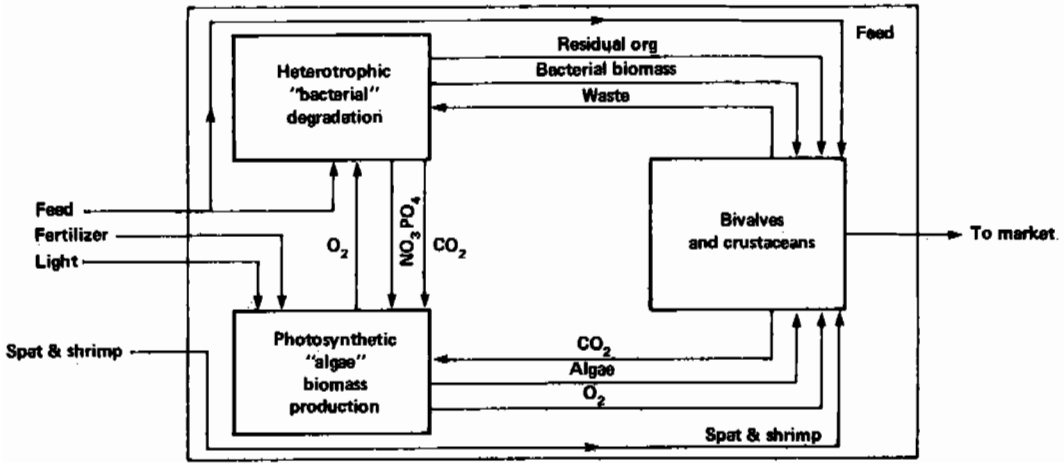 Feed
Residual org
Bacterial biomass
Waste
Heterotrophic
"bacterial"
degradation
Feed
Fertilizer
Light
O2
NO3 PO4
CO2
Bivalves
and crustaceans
To market
Spat & shrimp
Photosynthetic
"algae"
biomass
production
CO2
Algae
O2
Spat & shrimp